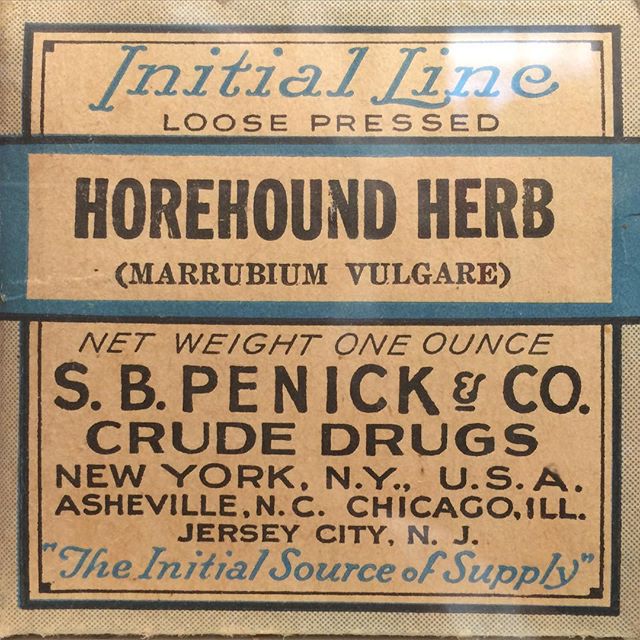 Initial Line
LOOSE PRESSED
HOREHOUND HERB
(MARRUBIUM VULGARE)
NET WEIGHT ONE OUNCE
S. B. PENICK & CO.
CRUDE DRUGS
NEW YORK, N.Y., U.S.A.
ASHEVILLE, N.C. CHICAGO, ILL.
JERSEY CITY, N. J.
"The Initial Source of Supply"